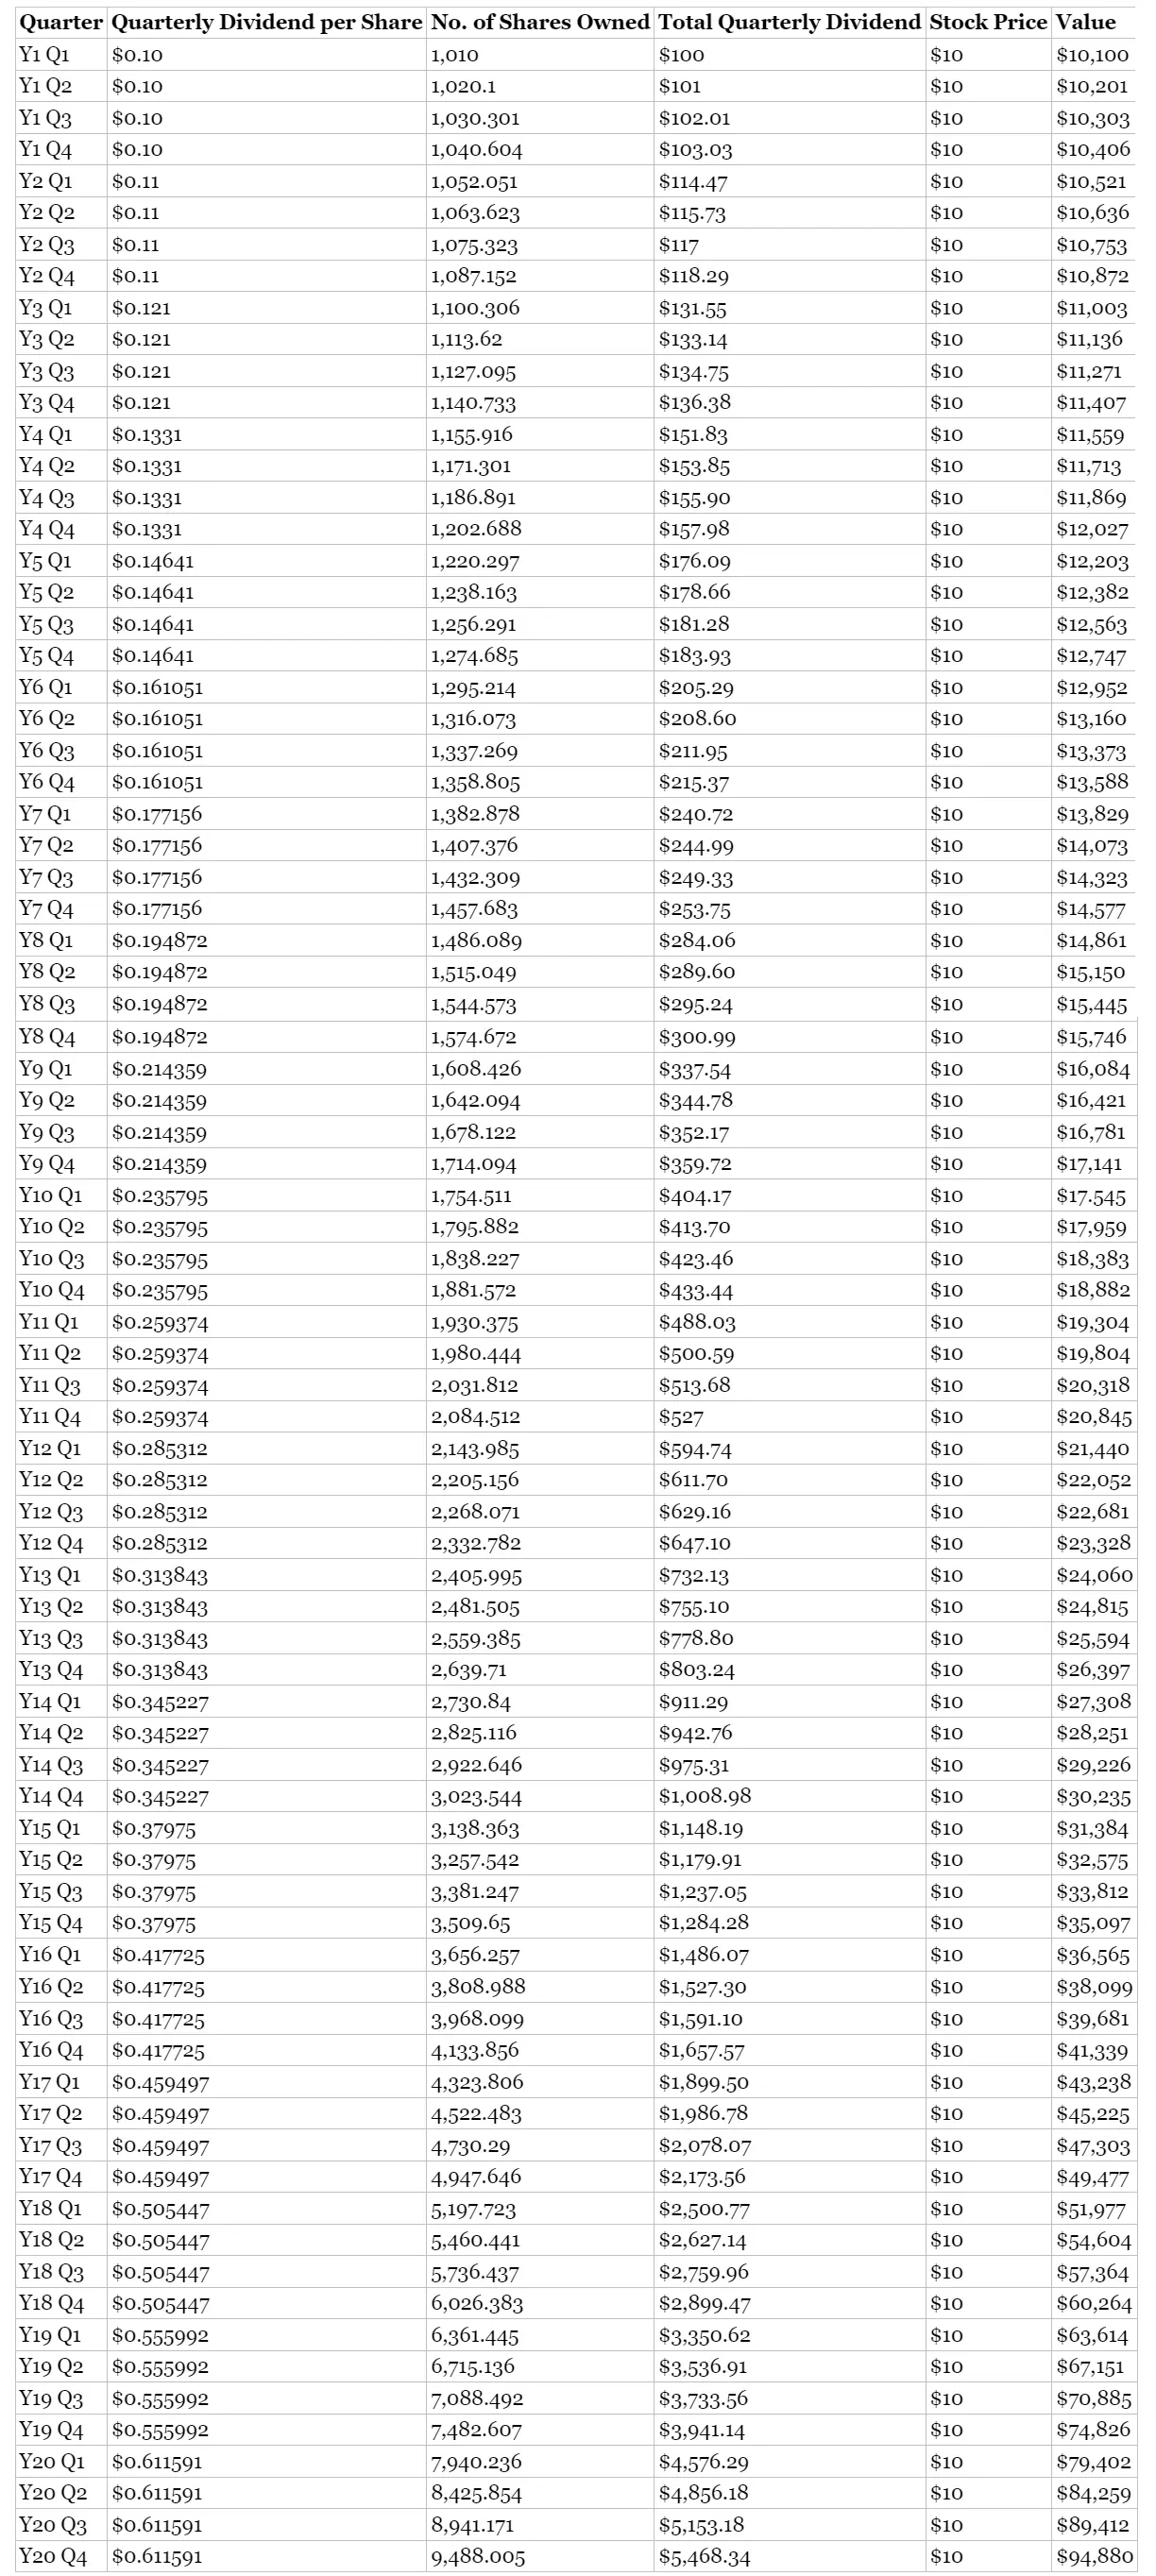 Quarter Quarterly Dividend per Share No. of Shares Owned Total Quarterly Dividend Stock Price Value
Y1 Q1 $0.10 1,010 $100 $10 $10,100
Y1 Q2 $0.10 1,020.1 $101 $10 $10,201
Y1 Q3 $0.10 1,030.301 $102.01 $10 $10,303
Y1 Q4 $0.10 1,040.604 $103.03 $10 $10,406
Y2 Q1 $0.11 1,052.051 $114.47 $10 $10,521
Y2 Q2 $0.11 1,063.623 $115.73 $10 $10,636
Y2 Q3 $0.11 1,075.323 $117 $10 $10,753
Y2 Q4 $0.11 1,087.152 $118.29 $10 $10,872
Y3 Q1 $0.121 1,100.306 $131.55 $10 $11,003
Y3 Q2 $0.121 1,113.62 $133.14 $10 $11,136
Y3 Q3 $0.121 1,127.095 $134.75 $10 $11,271
Y3 Q4 $0.121 1,140.733 $136.38 $10 $11,407
Y4 Q1 $0.1331 1,155.916 $151.83 $10 $11,559
Y4 Q2 $0.1331 1,171.301 $153.85 $10 $11,713
Y4 Q3 $0.1331 1,186.891 $155.90 $10 $11,869
Y4 Q4 $0.1331 1,202.688 $157.98 $10 $12,027
Y5 Q1 $0.14641 1,220.297 $176.09 $10 $12,203
Y5 Q2 $0.14641 1,238.163 $178.66 $10 $12,382
Y5 Q3 $0.14641 1,256.291 $181.28 $10 $12,563
Y5 Q4 $0.14641 1,274.685 $183.93 $10 $12,747
Y6 Q1 $0.161051 1,295.214 $205.29 $10 $12,952
Y6 Q2 $0.161051 1,316.073 $208.60 $10 $13,160
Y6 Q3 $0.161051 1,337.269 $211.95 $10 $13,373
Y6 Q4 $0.161051 1,358.805 $215.37 $10 $13,588
Y7 Q1 $0.177156 1,382.878 $240.72 $10 $13,829
Y7 Q2 $0.177156 1,407.376 $244.99 $10 $14,073
Y7 Q3 $0.177156 1,432.309 $249.33 $10 $14,323
Y7 Q4 $0.177156 1,457.683 $253.75 $10 $14,577
Y8 Q1 $0.194872 1,486.089 $284.06 $10 $14,861
Y8 Q2 $0.194872 1,515.049 $289.60 $10 $15,150
Y8 Q3 $0.194872 1,544.573 $295.24 $10 $15,445
Y8 Q4 $0.194872 1,574.672 $300.99 $10 $15,746
Y9 Q1 $0.214359 1,608.426 $337.54 $10 $16,084
Y9 Q2 $0.214359 1,642.094 $344.78 $10 $16,421
Y9 Q3 $0.214359 1,678.122 $352.17 $10 $16,781
Y9 Q4 $0.214359 1,714.094 $359.72 $10 $17,141
Y10 Q1 $0.235795 1,754.511 $404.17 $10 $17.545
Y10 Q2 $0.235795 1,795.882 $413.70 $10 $17,959
Y10 Q3 $0.235795 1,838.227 $423.46 $10 $18,383
Y10 Q4 $0.235795 1,881.572 $433.44 $10 $18,882
Y11 Q1 $0.259374 1,930.375 $488.03 $10 $19,304
Y11 Q2 $0.259374 1,980.444 $500.59 $10 $19,804
Y11 Q3 $0.259374 2,031.812 $513.68 $10 $20,318
Y11 Q4 $0.259374 2,084.512 $527 $10 $20,845
Y12 Q1 $0.285312 2,143.985 $594.74 $10 $21,440
Y12 Q2 $0.285312 2,205.156 $611.70 $10 $22,052
Y12 Q3 $0.285312 2,268.071 $629.16 $10 $22,681
Y12 Q4 $0.285312 2,332.782 $647.10 $10 $23,328
Y13 Q1 $0.313843 2,405.995 $732.13 $10 $24,060
Y13 Q2 $0.313843 2,481.505 $755.10 $10 $24,815
Y13 Q3 $0.313843 2,559.385 $778.80 $10 $25,594
Y13 Q4 $0.313843 2,639.71 $803.24 $10 $26,397
Y14 Q1 $0.345227 2,730.84 $911.29 $10 $27,308
Y14 Q2 $0.345227 2,825.116 $942.76 $10 $28,251
Y14 Q3 $0.345227 2,922.646 $975.31 $10 $29,226
Y14 Q4 $0.345227 3,023.544 $1,008.98 $10 $30,235
Y15 Q1 $0.37975 3,138.363 $1,148.19 $10 $31,384
Y15 Q2 $0.37975 3,257.542 $1,179.91 $10 $32,575
Y15 Q3 $0.37975 3,381.247 $1,237.05 $10 $33,812
Y15 Q4 $0.37975 3,509.65 $1,284.28 $10 $35,097
Y16 Q1 $0.417725 3,656.257 $1,486.07 $10 $36,565
Y16 Q2 $0.417725 3,808.988 $1,527.30 $10 $38,099
Y16 Q3 $0.417725 3,968.099 $1,591.10 $10 $39,681
Y16 Q4 $0.417725 4,133.856 $1,657.57 $10 $41,339
Y17 Q1 $0.459497 4,323.806 $1,899.50 $10 $43,238
Y17 Q2 $0.459497 4,522.483 $1,986.78 $10 $45,225
Y17 Q3 $0.459497 4,730.29 $2,078.07 $10 $47,303
Y17 Q4 $0.459497 4,947.646 $2,173.56 $10 $49,477
Y18 Q1 $0.505447 5,197.723 $2,500.77 $10 $51,977
Y18 Q2 $0.505447 5,460.441 $2,627.14 $10 $54,604
Y18 Q3 $0.505447 5,736.437 $2,759.96 $10 $57,364
Y18 Q4 $0.505447 6,026.383 $2,899.47 $10 $60,264
Y19 Q1 $0.555992 6,361.445 $3,350.62 $10 $63,614
Y19 Q2 $0.555992 6,715.136 $3,536.91 $10 $67,151
Y19 Q3 $0.555992 7,088.492 $3,733.56 $10 $70,885
Y19 Q4 $0.555992 7,482.607 $3,941.14 $10 $74,826
Y20 Q1 $0.611591 7,940.236 $4,576.29 $10 $79,402
Y20 Q2 $0.611591 8,425.854 $4,856.18 $10 $84,259
Y20 Q3 $0.611591 8,941.171 $5,153.18 $10 $89,412
Y20 Q4 $0.611591 9,488.005 $5,468.34 $10 $94,880